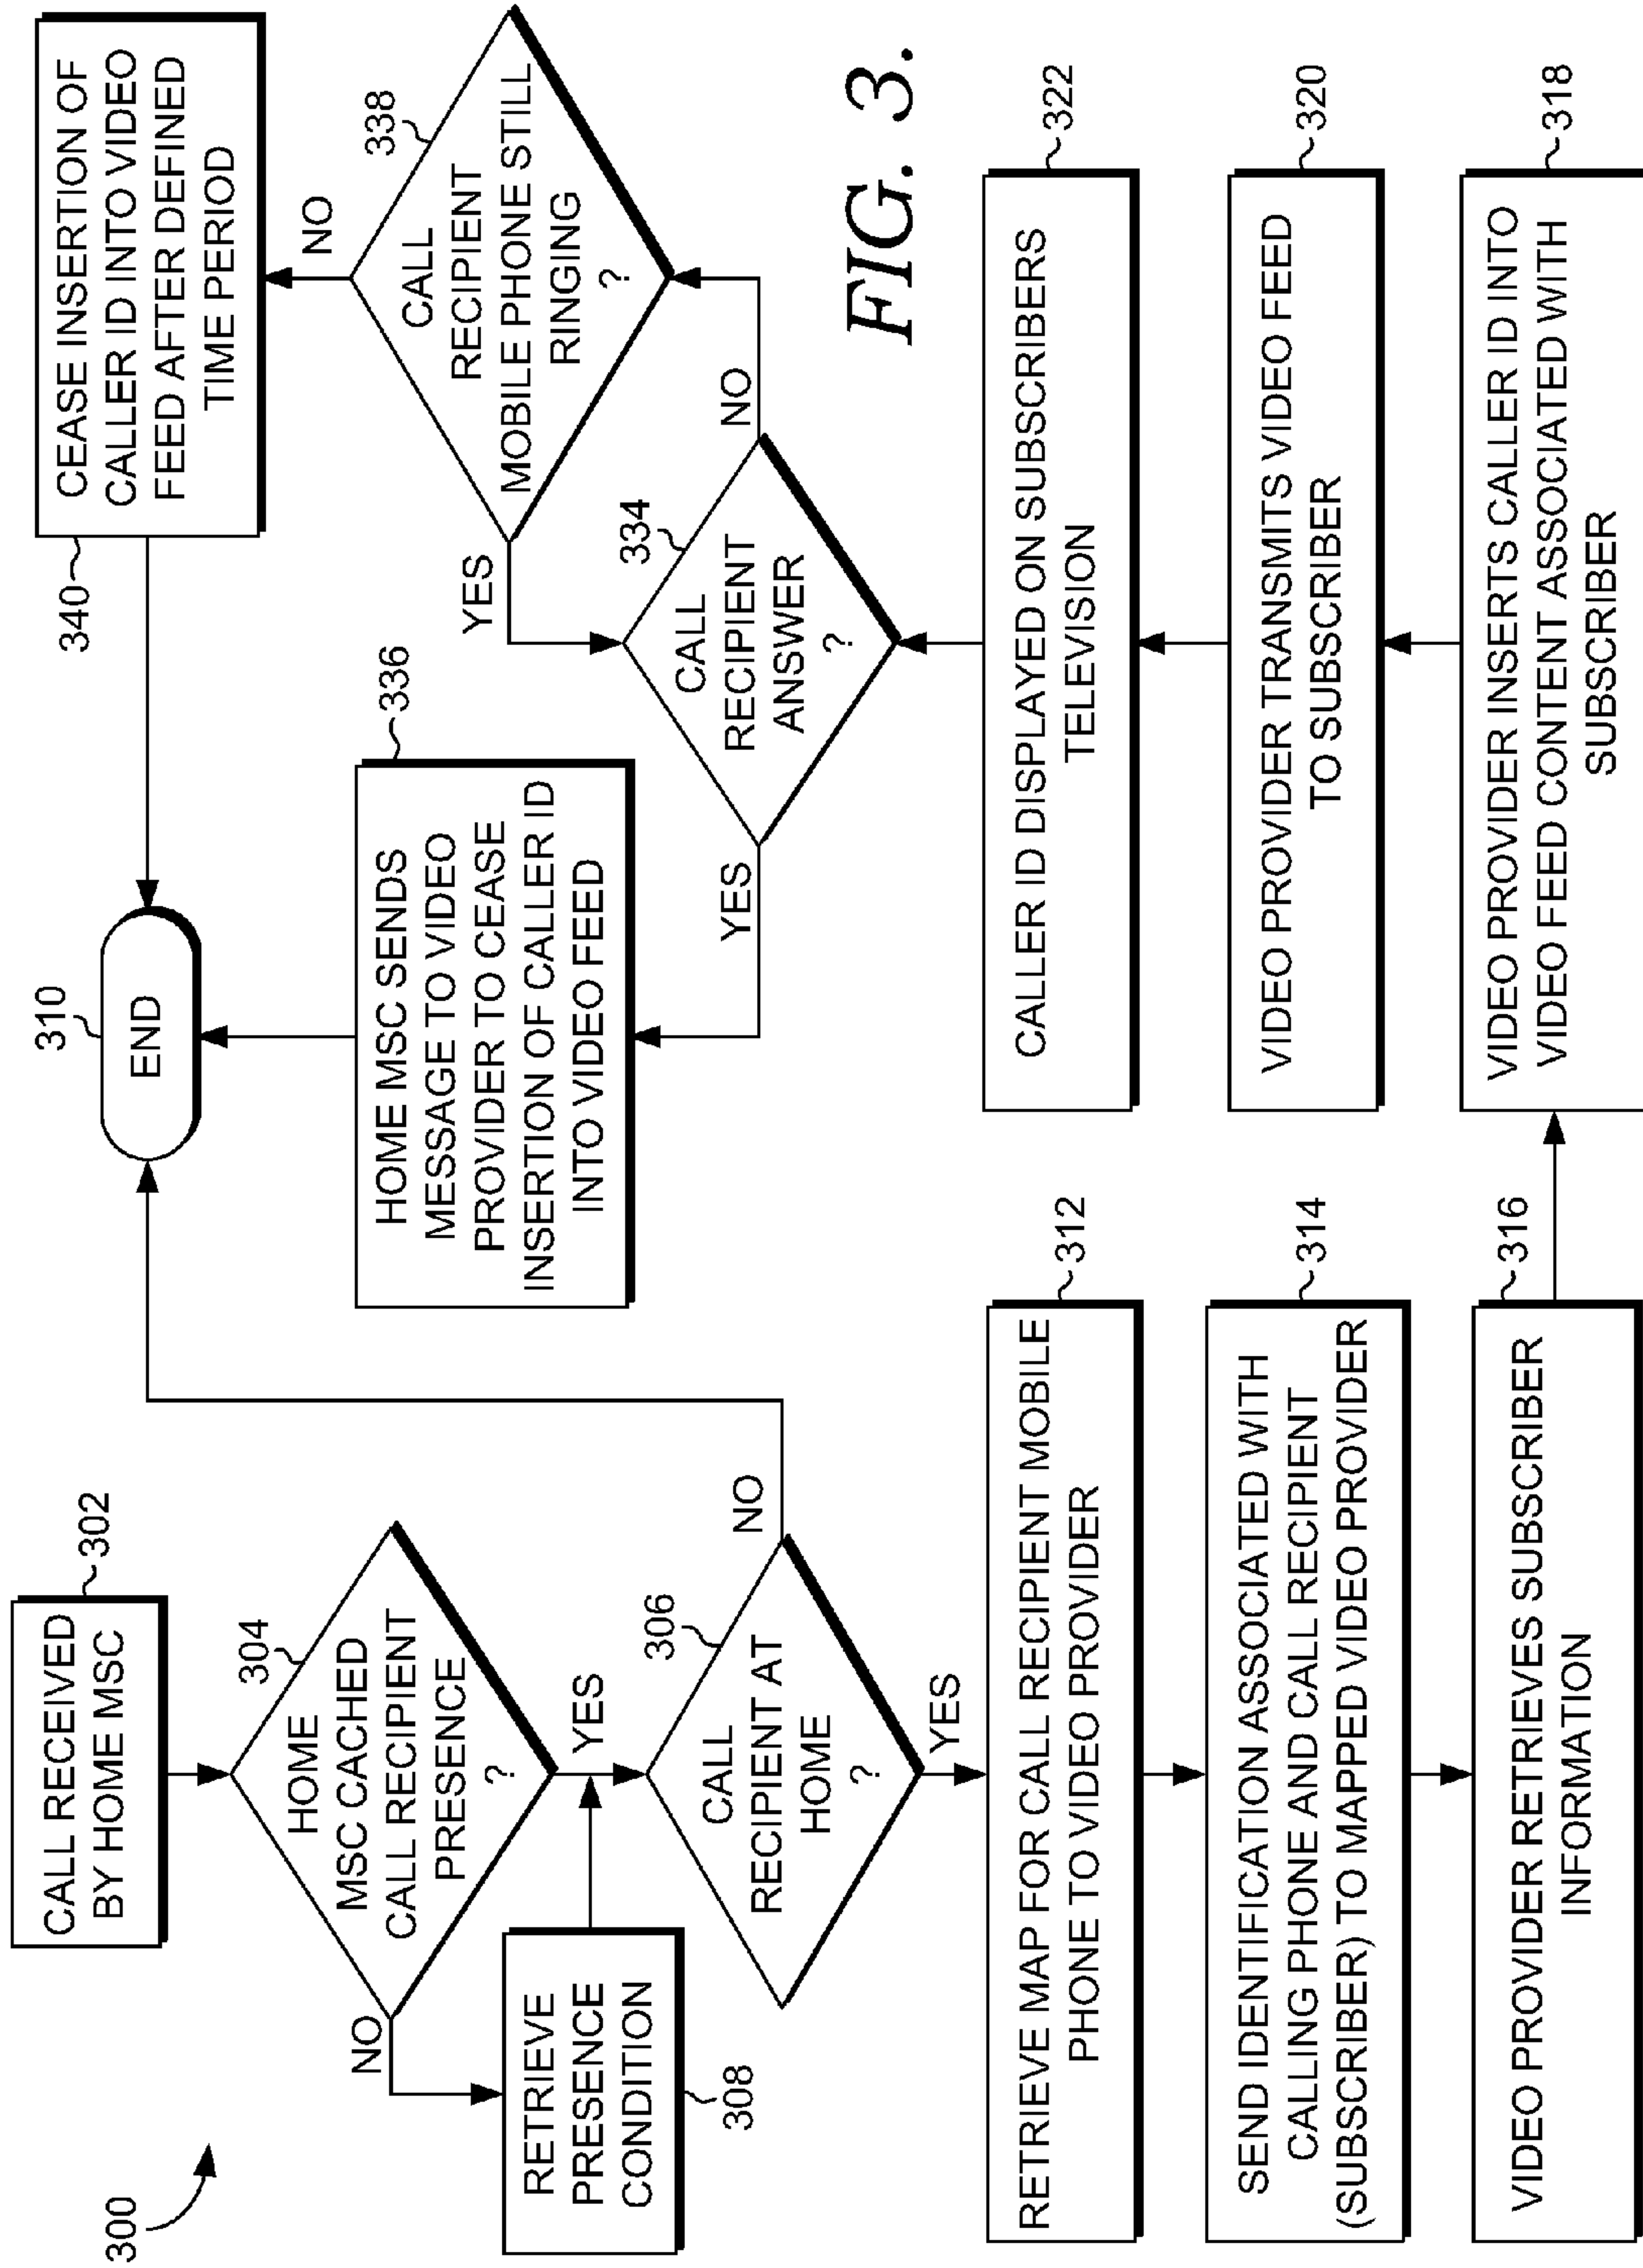 300
CALL RECEIVED
BY HOME MSC
302
304
HOME
MSC CACHED
CALL RECIPIENT
PRESENCE
?
NO
YES
RETRIEVE
PRESENCE
CONDITION
308
306
CALL
RECIPIENT AT
HOME
?
NO
YES
RETRIEVE MAP FOR CALL RECIPIENT MOBILE
PHONE TO VIDEO PROVIDER
312
SEND IDENTIFICATION ASSOCIATED WITH
CALLING PHONE AND CALL RECIPIENT
(SUBSCRIBER) TO MAPPED VIDEO PROVIDER
314
VIDEO PROVIDER RETRIEVES SUBSCRIBER
INFORMATION
316
VIDEO PROVIDER INSERTS CALLER ID INTO
VIDEO FEED CONTENT ASSOCIATED WITH
SUBSCRIBER
318
VIDEO PROVIDER TRANSMITS VIDEO FEED
TO SUBSCRIBER
320
CALLER ID DISPLAYED ON SUBSCRIBERS
TELEVISION
322
334
CALL
RECIPIENT
ANSWER
?
YES
NO
HOME MSC SENDS
MESSAGE TO VIDEO
PROVIDER TO CEASE
INSERTION OF CALLER ID
INTO VIDEO FEED
336
338
CALL
RECIPIENT
MOBILE PHONE STILL
RINGING
?
YES
NO
CEASE INSERTION OF
CALLER ID INTO VIDEO
FEED AFTER DEFINED
TIME PERIOD
340
310
END
FIG. 3.